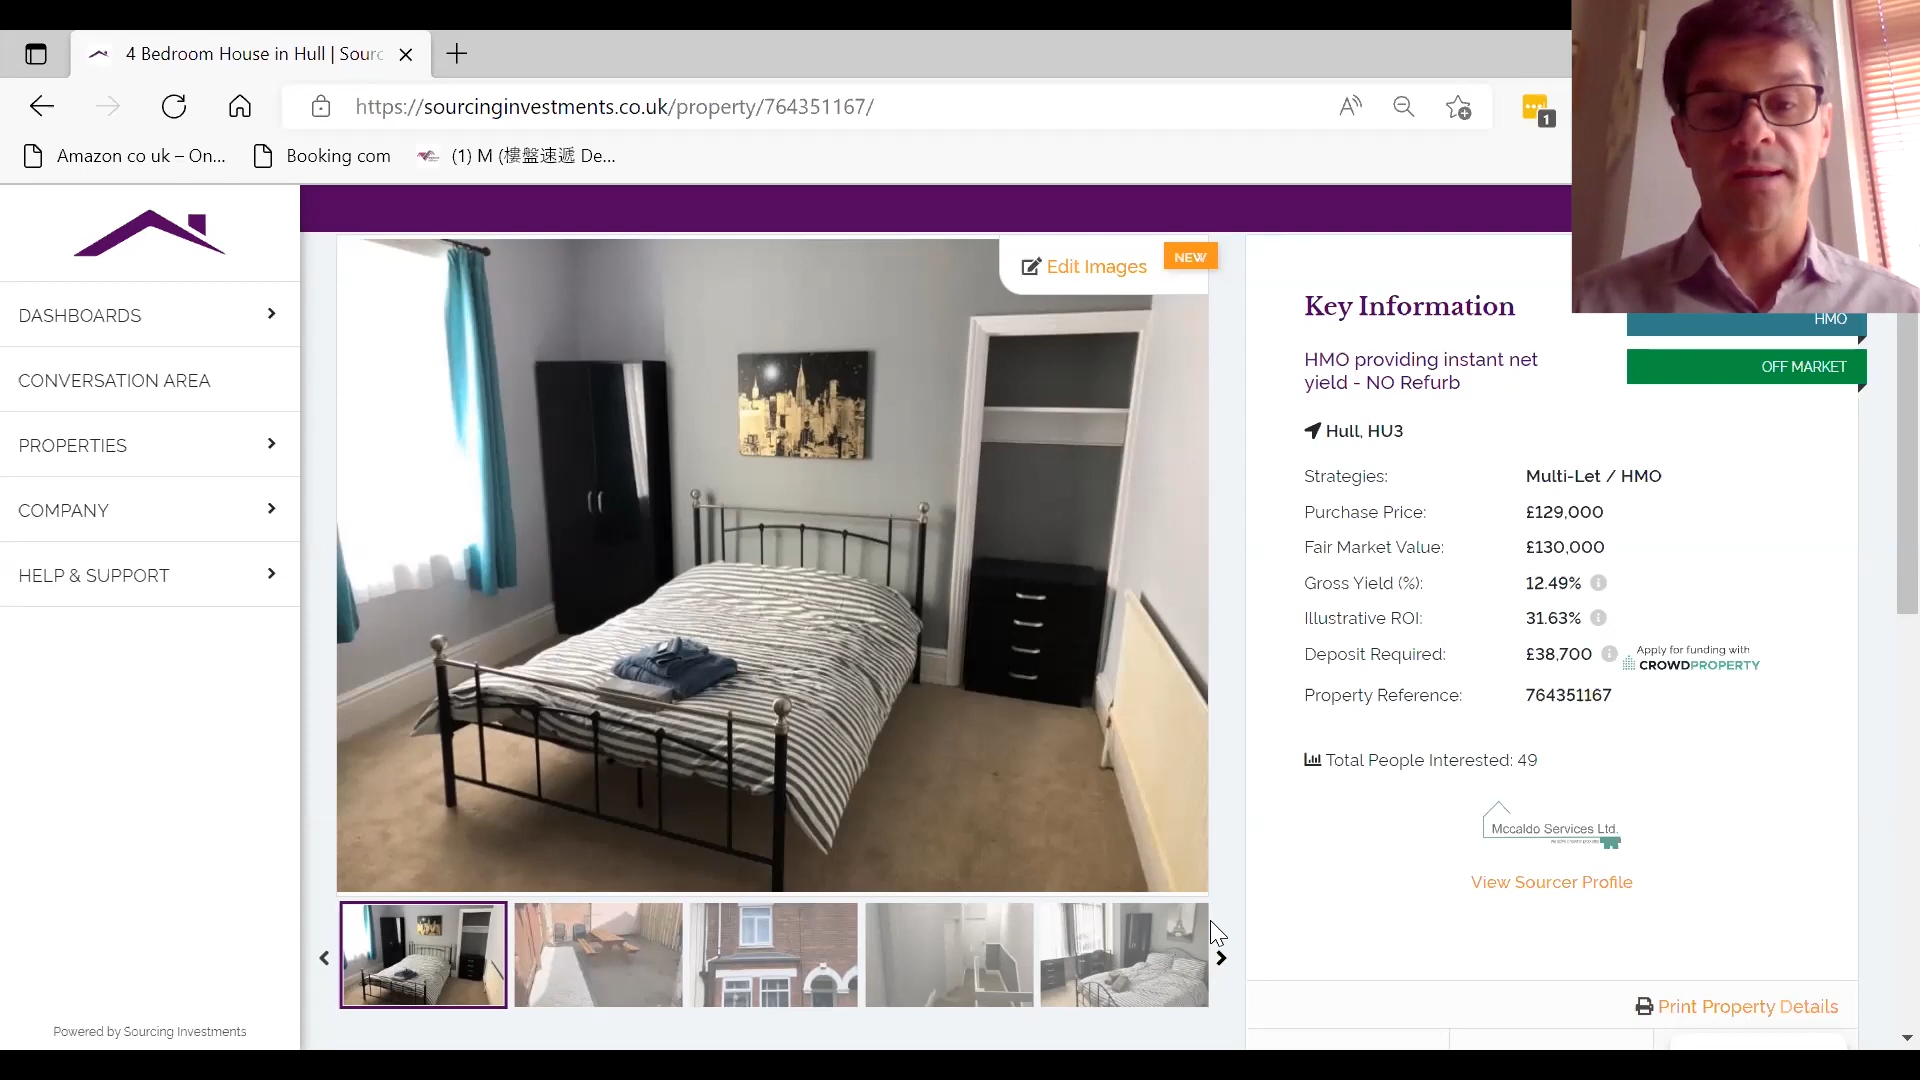 4 Bedroom House in Hull | Sourc
https://sourcinginvestments.co.uk/property/764351167/
1
Amazon co uk – On...
Booking com
(1) M (樓盤速遞 De...
DASHBOARDS
CONVERSATION AREA
PROPERTIES
COMPANY
HELP & SUPPORT
Powered by Sourcing Investments
Edit Images
NEW
Key Information
HMO
OFF MARKET
HMO providing instant net
yield - NO Refurb
Hull, HU3
Strategies: Multi-Let / HMO
Purchase Price: £129,000
Fair Market Value: £130,000
Gross Yield (%): 12.49%
Illustrative ROI: 31.63%
Deposit Required: £38,700
Apply for funding with
CROWDPROPERTY
Property Reference: 764351167
Total People Interested: 49
Mccaldo Services Ltd.
View Sourcer Profile
Print Property Details